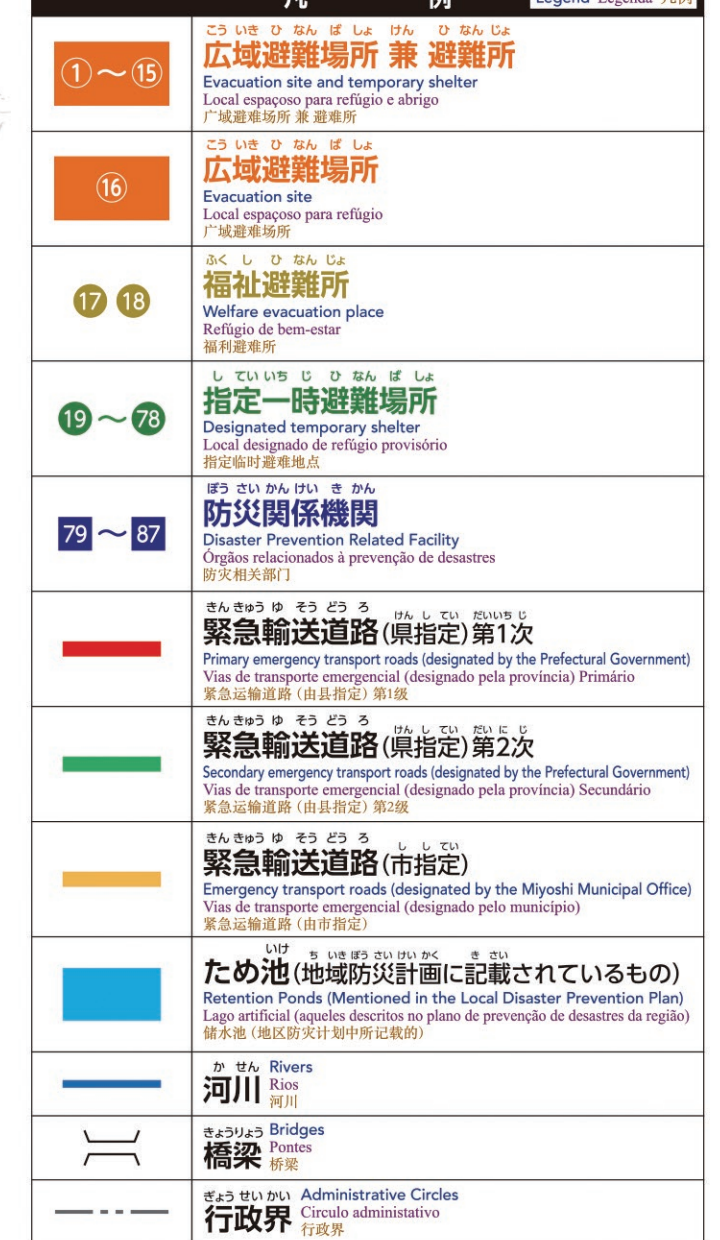 凡 例 Legend Legenda 凡例
①～⑮
こう いき ひ なん ば しょ けん ひ なん じょ
広域避難場所 兼 避難所
Evacuation site and temporary shelter
Local espaçoso para refúgio e abrigo
广域避难场所 兼 避难所
⑯
こう いき ひ なん ば しょ
広域避難場所
Evacuation site
Local espaçoso para refúgio
广域避难场所
17 18
ふく し ひ なん じょ
福祉避難所
Welfare evacuation place
Refúgio de bem-estar
福利避难所
19～78
し てい いち じ ひ なん ば しょ
指定一時避難場所
Designated temporary shelter
Local designado de refúgio provisório
指定临时避难地点
79～87
ぼう さい かん けい き かん
防災関係機関
Disaster Prevention Related Facility
Órgãos relacionados à prevenção de desastres
防灾相关部门
きん きゅう ゆ そう どう ろ けん し てい だいいち じ
緊急輸送道路(県指定)第1次
Primary emergency transport roads (designated by the Prefectural Government)
Vias de transporte emergencial (designado pela província) Primário
紧急运输道路 (由县指定) 第1级
きん きゅう ゆ そう どう ろ けん し てい だい に じ
緊急輸送道路(県指定)第2次
Secondary emergency transport roads (designated by the Prefectural Government)
Vias de transporte emergencial (designado pela província) Secundário
紧急运输道路 (由县指定) 第2级
きん きゅう ゆ そう どう ろ し し てい
緊急輸送道路(市指定)
Emergency transport roads (designated by the Miyoshi Municipal Office)
Vias de transporte emergencial (designado pelo município)
紧急运输道路 (由市指定)
いけ ち いき ぼう さい けい かく き さい
ため池(地域防災計画に記載されているもの)
Retention Ponds (Mentioned in the Local Disaster Prevention Plan)
Lago artificial (aqueles descritos no plano de prevenção de desastres da região)
储水池 (地区防灾计划中所记载的)
か せん Rivers
河川 Rios
河川
きょうりょう Bridges
橋梁 Pontes
桥梁
ぎょう せい かい Administrative Circles
行政界 Circulo administativo
行政界